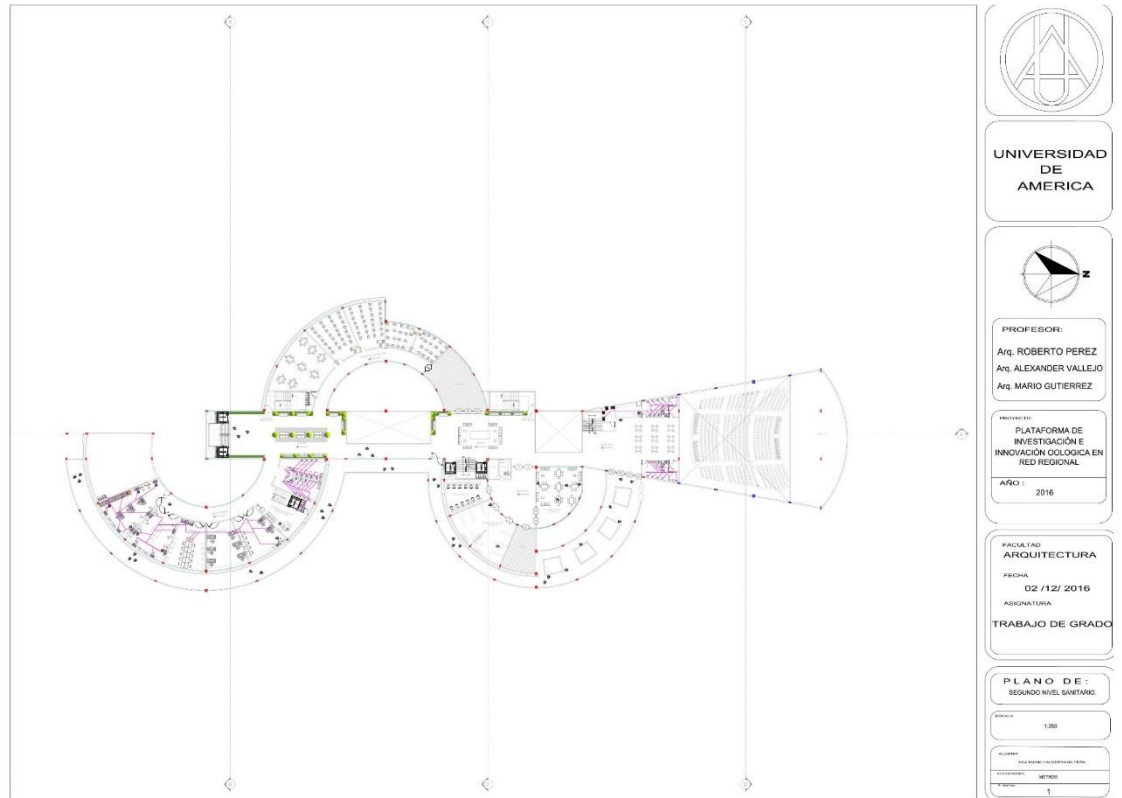 UNIVERSIDAD
DE
AMERICA
N
PROFESOR:
Arq. ROBERTO PEREZ
Arq. ALEXANDER VALLEJO
Arq. MARIO GUTIERREZ
PROYECTO:
PLATAFORMA DE
INVESTIGACIÓN E
INNOVACIÓN OOLOGICA EN
RED REGIONAL
AÑO :
2016
FACULTAD
ARQUITECTURA
FECHA
02 /12/ 2016
ASIGNATURA
TRABAJO DE GRADO
PLANO DE:
SEGUNDO NIVEL SANITARIO.
ESCALA
1:250
ALUMNO:
METROS
1